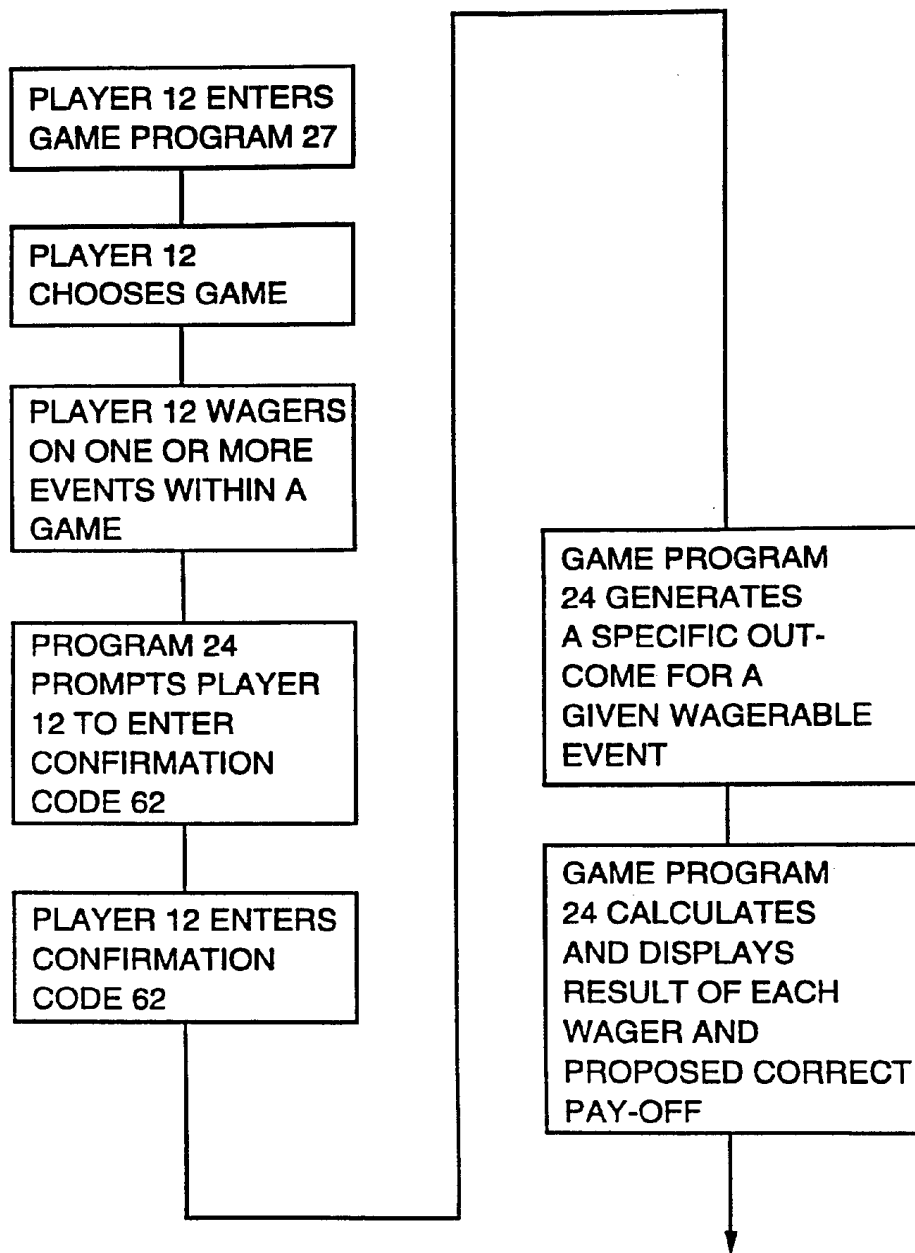 PLAYER 12 ENTERS
GAME PROGRAM 27
PLAYER 12
CHOOSES GAME
PLAYER 12 WAGERS
ON ONE OR MORE
EVENTS WITHIN A
GAME
PROGRAM 24
PROMPTS PLAYER
12 TO ENTER
CONFIRMATION
CODE 62
PLAYER 12 ENTERS
CONFIRMATION
CODE 62
GAME PROGRAM
24 GENERATES
A SPECIFIC OUT-
COME FOR A
GIVEN WAGERABLE
EVENT
GAME PROGRAM
24 CALCULATES
AND DISPLAYS
RESULT OF EACH
WAGER AND
PROPOSED CORRECT
PAY-OFF